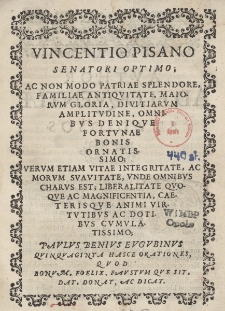 VINCENTIO PISANO
SENATORI OPTIMO;
AC NON MODO PATRIAE SPLENDORE,
FAMILIAE ANTIQVITATE, MAIO
RVM GLORIA, DIVITIARVM
AMPLITVDINE, OMNI
BVS DENIQVE
FORTVNAE
BONIS
ORNATIS
SIMO;
VERVM ETIAM VITAE INTEGRITATE, AC
MORVM SVAVITATE, VNDE OMNIBVS
CHARVS EST; LIBERALITATE QVO-
QVE AC MAGNIFICENTIA, CAE-
TERISQVE ANIMI VIR-
TVTIBVS AC DOTI
BVS CVMVLA-
TISSIMO,
PAVLVS BENIVS EVGVBINVS
QVINQVAGINTA HASCE ORATIONES,
QVOD
BONVM, FOELIX, FAVSTVM QVE SIT,
DAT, DONAT, AC DICAT.
WiMBP
Opole